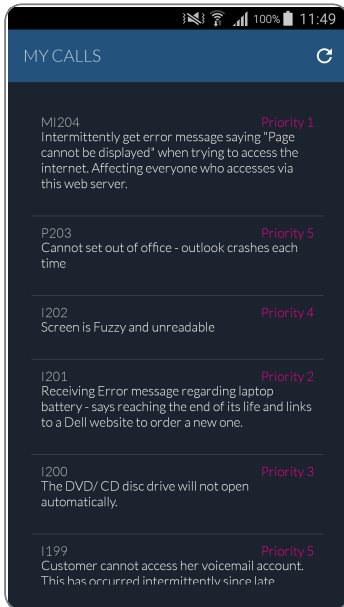 100% 11:49
MY CALLS
MI204 Priority 1
Intermittently get error message saying "Page
cannot be displayed" when trying to access the
internet. Affecting everyone who accesses via
this web server.
P203 Priority 5
Cannot set out of office - outlook crashes each
time
I202 Priority 4
Screen is Fuzzy and unreadable
I201 Priority 2
Receiving Error message regarding laptop
battery - says reaching the end of its life and links
to a Dell website to order a new one.
I200 Priority 3
The DVD/ CD disc drive will not open
automatically.
I199 Priority 5
Customer cannot access her voicemail account.
This has occurred intermittently since late